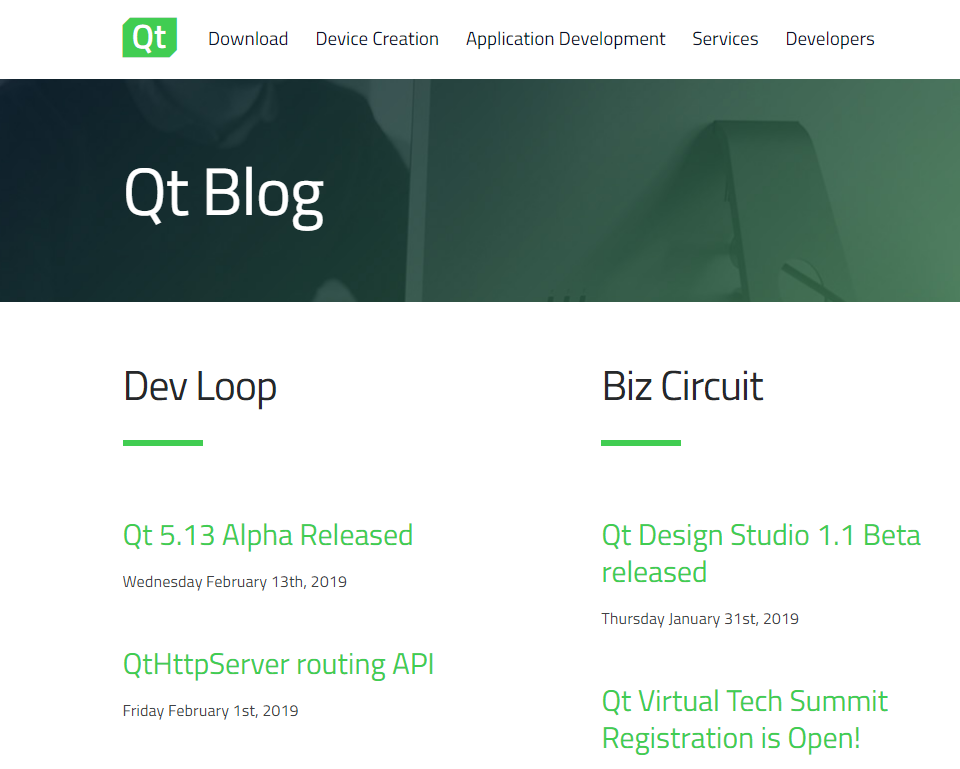 Qt
Download Device Creation Application Development Services Developers
Qt Blog
Dev Loop
Qt 5.13 Alpha Released
Wednesday February 13th, 2019
QtHttpServer routing API
Friday February 1st, 2019
Biz Circuit
Qt Design Studio 1.1 Beta
released
Thursday January 31st, 2019
Qt Virtual Tech Summit
Registration is Open!